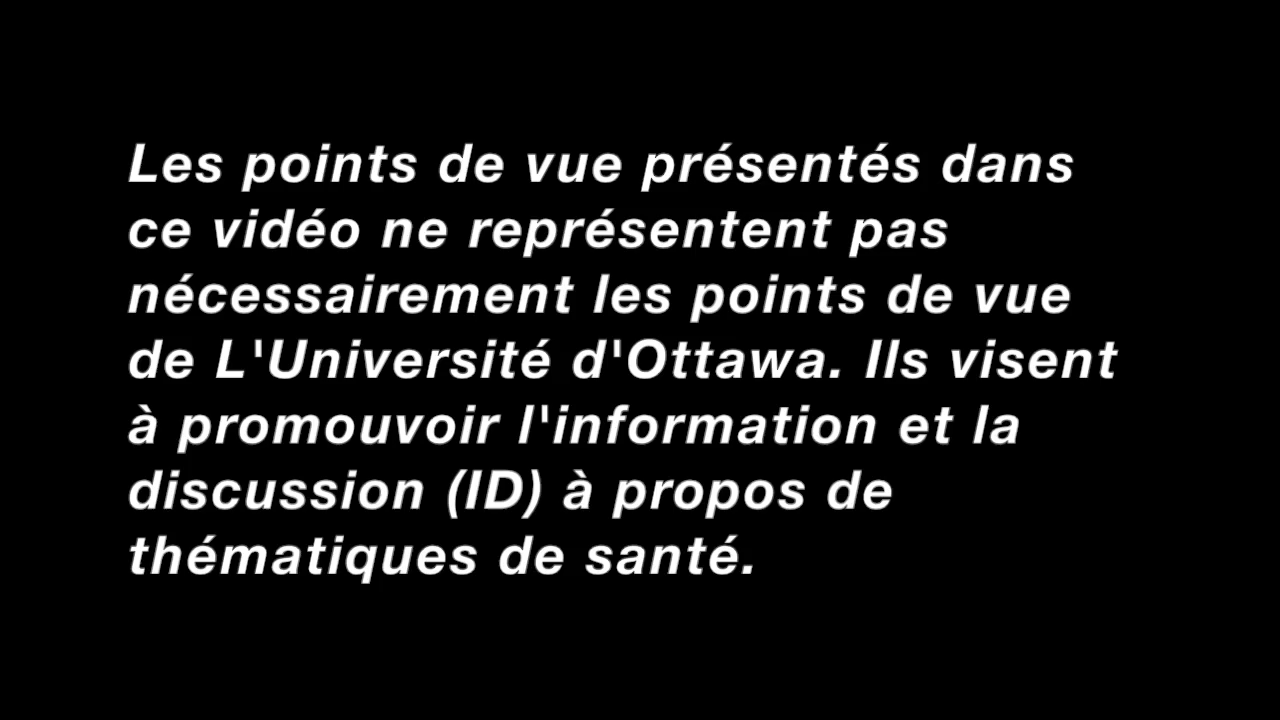 Les points de vue présentés dans
ce vidéo ne représentent pas
nécessairement les points de vue
de L'Université d'Ottawa. Ils visent
à promouvoir l'information et la
discussion (ID) à propos de
thématiques de santé.